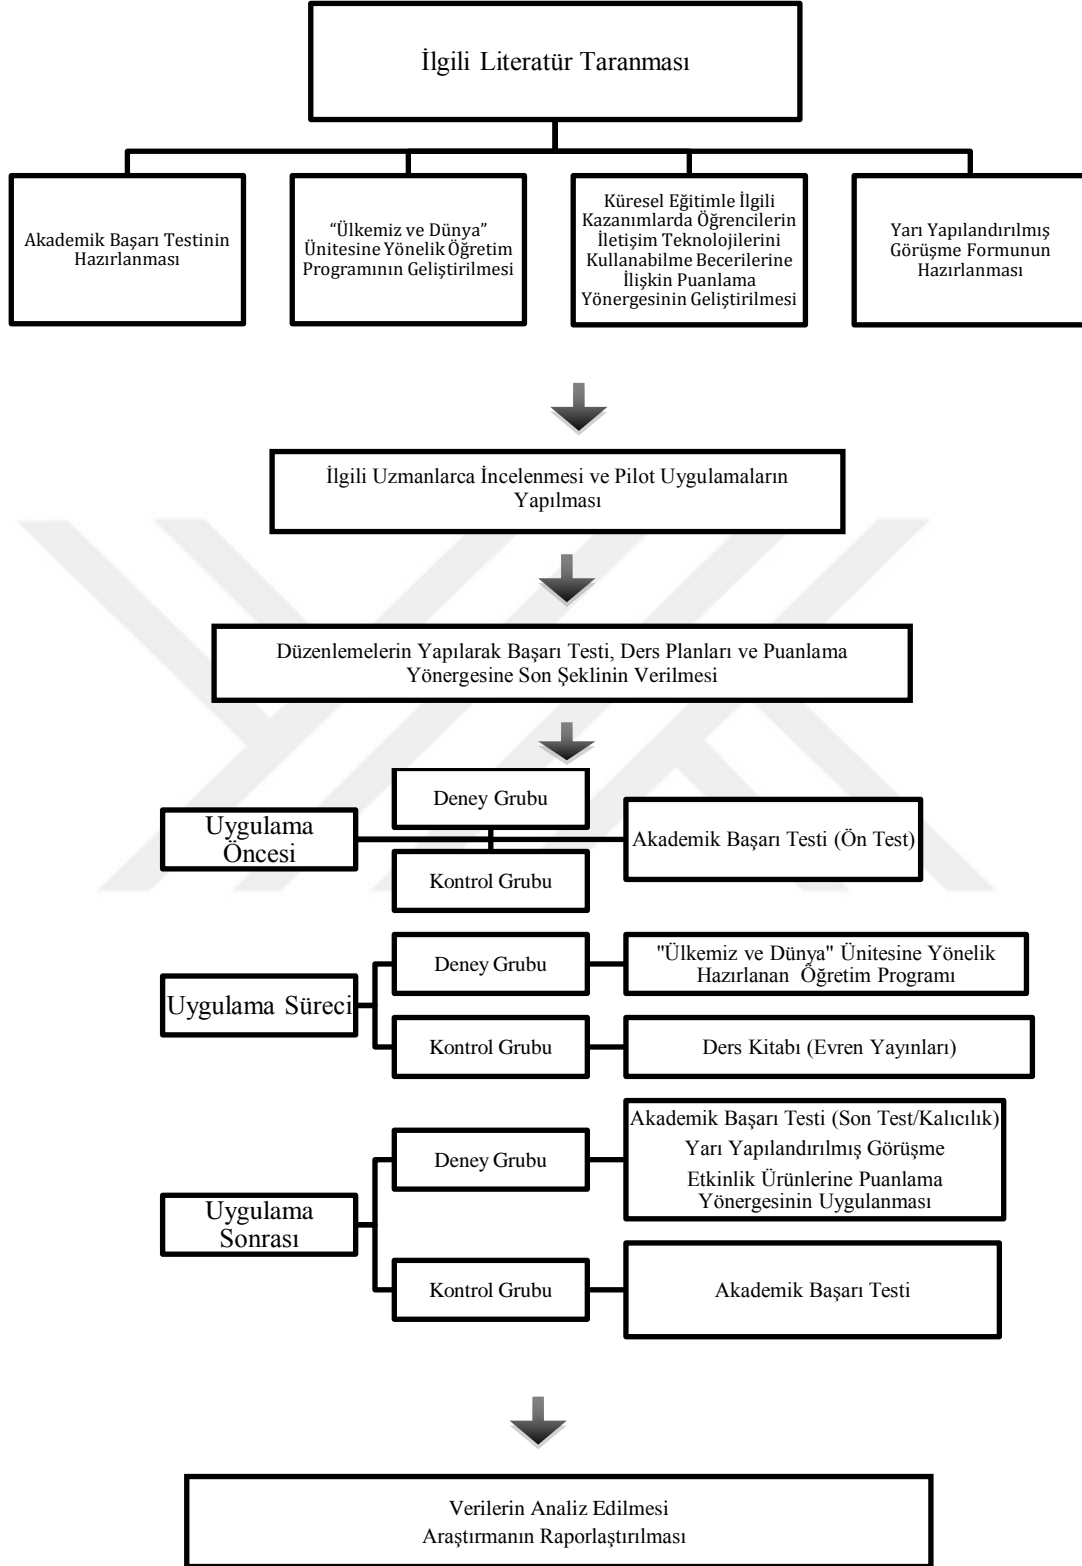 İlgili Literatür Taranması
Akademik Başarı Testinin
Hazırlanması
“Ülkemiz ve Dünya”
Ünitesine Yönelik Öğretim
Programının Geliştirilmesi
Küresel Eğitimle İlgili
Kazanımlarda Öğrencilerin
İletişim Teknolojilerini
Kullanabilme Becerilerine
İlişkin Puanlama
Yönergesinin Geliştirilmesi
Yarı Yapılandırılmış
Görüşme Formunun
Hazırlanması
İlgili Uzmanlarca İncelenmesi ve Pilot Uygulamaların
Yapılması
Düzenlemelerin Yapılarak Başarı Testi, Ders Planları ve Puanlama
Yönergesine Son Şeklinin Verilmesi
Uygulama
Öncesi
Deney Grubu
Kontrol Grubu
Akademik Başarı Testi (Ön Test)
Uygulama Süreci
Deney Grubu
"Ülkemiz ve Dünya" Ünitesine Yönelik
Hazırlanan Öğretim Programı
Kontrol Grubu
Ders Kitabı (Evren Yayınları)
Uygulama
Sonrası
Deney Grubu
Akademik Başarı Testi (Son Test/Kalıcılık)
Yarı Yapılandırılmış Görüşme
Etkinlik Ürünlerine Puanlama
Yönergesinin Uygulanması
Kontrol Grubu
Akademik Başarı Testi
Verilerin Analiz Edilmesi
Araştırmanın Raporlaştırılması